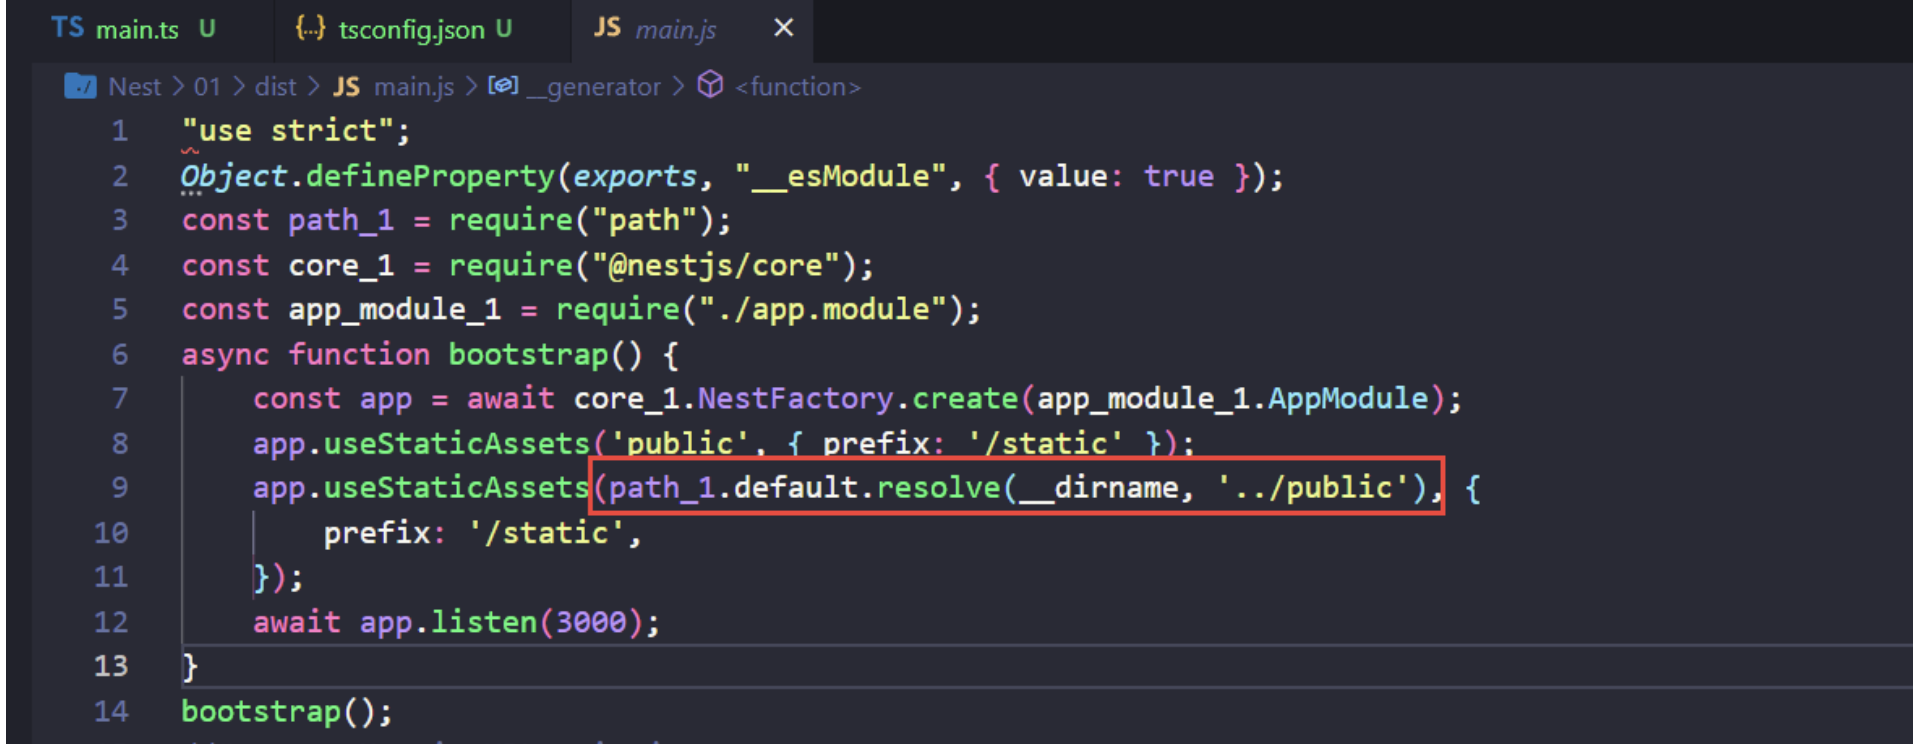 TS main.ts U {...} tsconfig.json U JS main.js ×
Nest > 01 > dist > JS main.js > __generator > <function>
1 "use strict";
2 Object.defineProperty(exports, "__esModule", { value: true });
3 const path_1 = require("path");
4 const core_1 = require("@nestjs/core");
5 const app_module_1 = require("./app.module");
6 async function bootstrap() {
7 const app = await core_1.NestFactory.create(app_module_1.AppModule);
8 app.useStaticAssets('public', { prefix: '/static' });
9 app.useStaticAssets(path_1.default.resolve(__dirname, '../public'), {
10 prefix: '/static',
11 });
12 await app.listen(3000);
13 }
14 bootstrap();